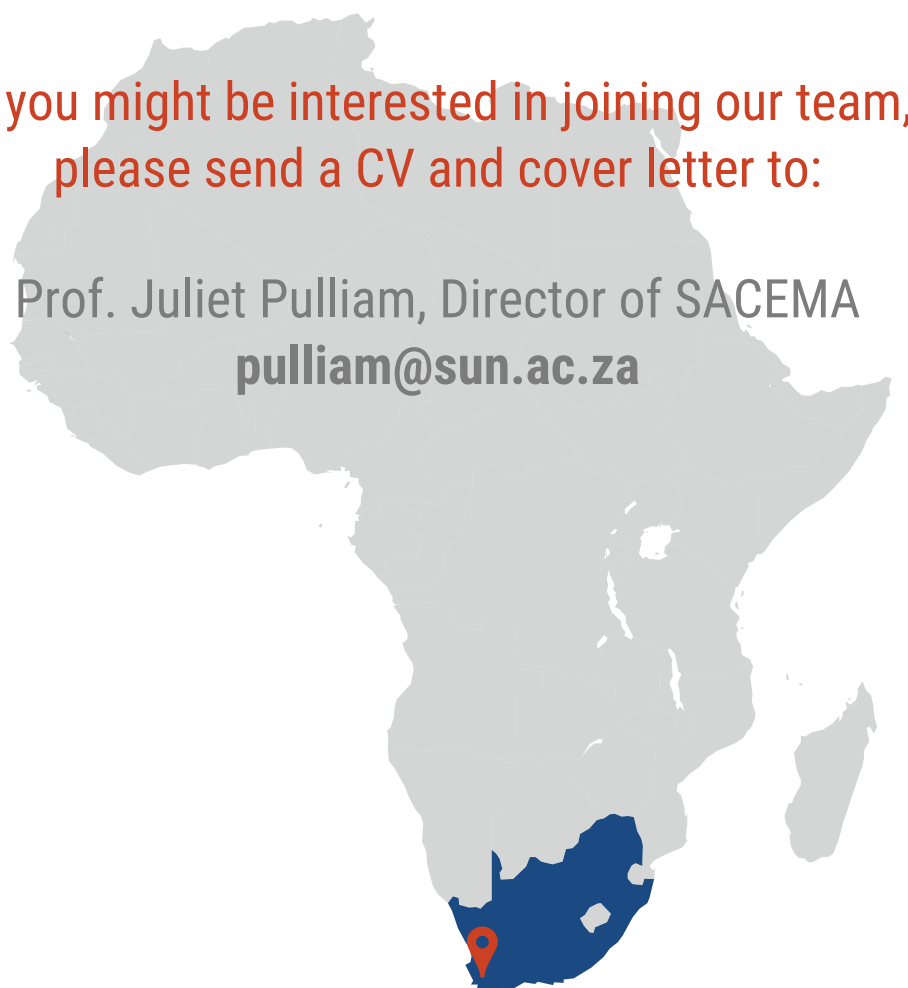 you might be interested in joining our team,
please send a CV and cover letter to:
Prof. Juliet Pulliam, Director of SACEMA
pulliam@sun.ac.za